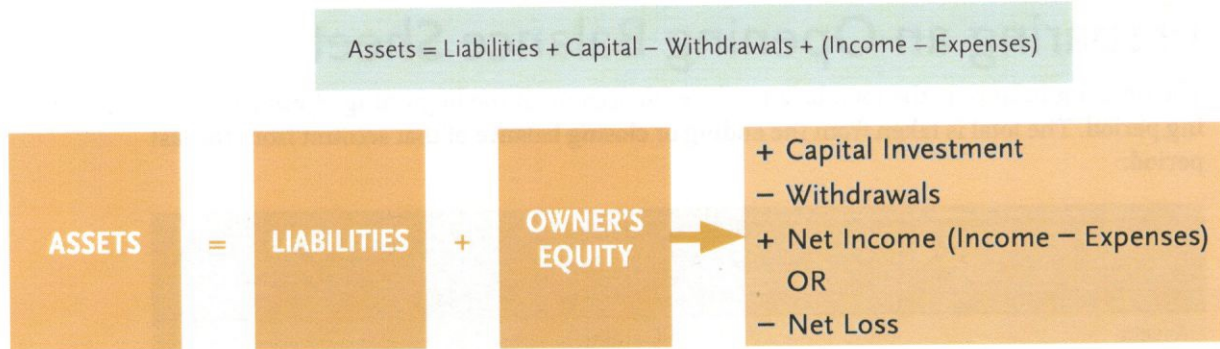 Assets = Liabilities + Capital – Withdrawals + (Income – Expenses)
ASSETS = LIABILITIES + OWNER'S EQUITY
+ Capital Investment
– Withdrawals
+ Net Income (Income – Expenses)
OR
– Net Loss